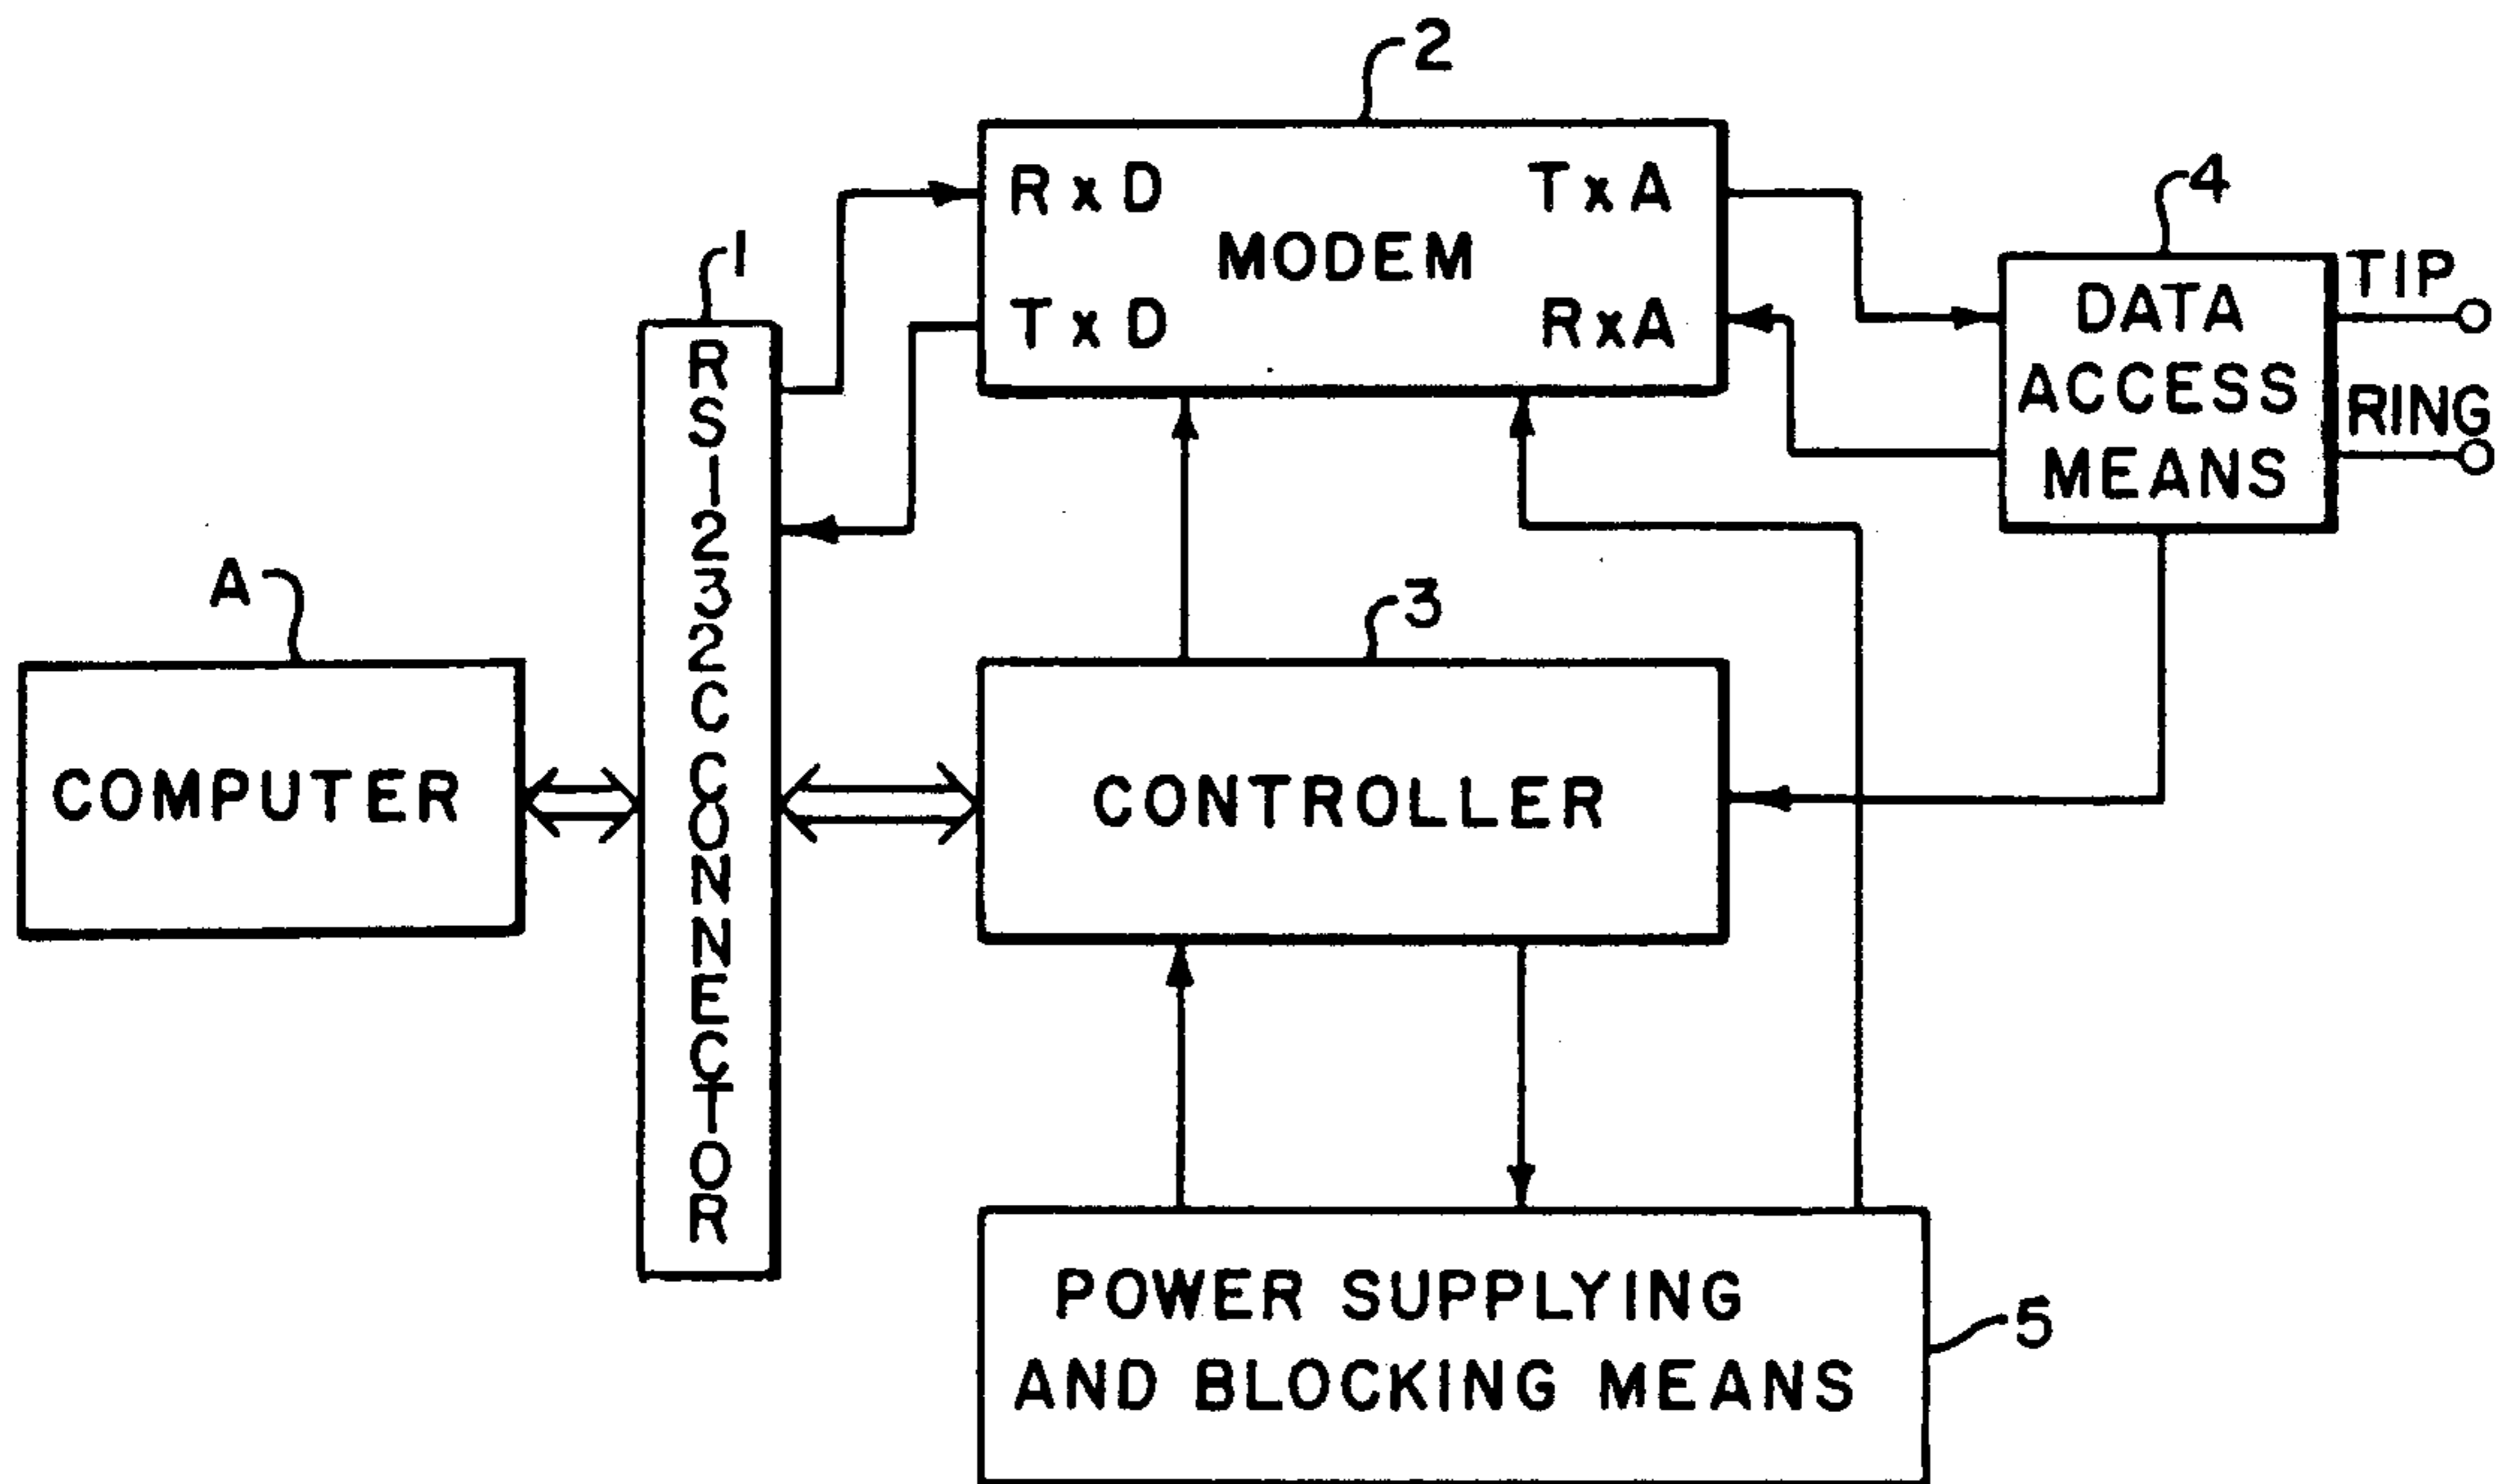 2
RxD TxA
MODEM
TxD RxA
4
DATA
ACCESS
MEANS
TIP
RING
1
RS-232C CONNECTOR
A
COMPUTER
3
CONTROLLER
POWER SUPPLYING
AND BLOCKING MEANS
5